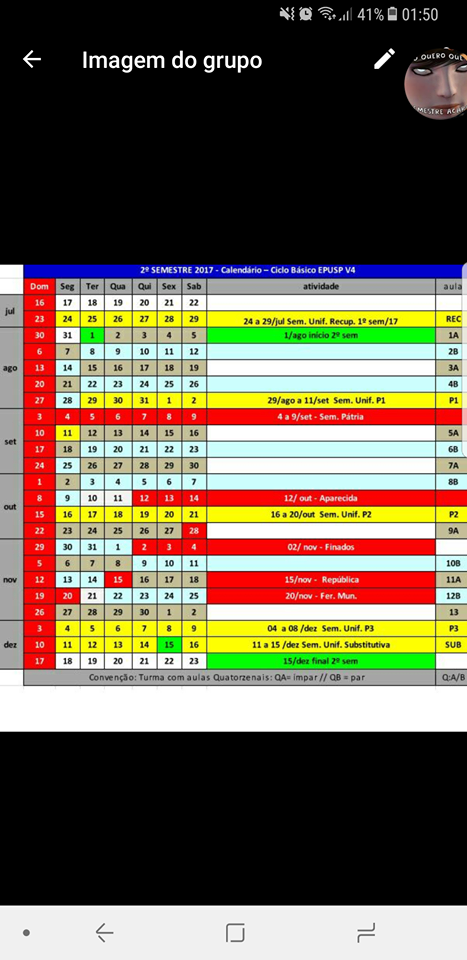 41% 01:50
Imagem do grupo
QUERO QU
MESTRE ACH
2º SEMESTRE 2017 - Calendário – Ciclo Básico EPUSP V4
Dom Seg Ter Qua Qui Sex Sab atividade aula
jul
16 17 18 19 20 21 22
23 24 25 26 27 28 29 24 a 29/jul Sem. Unif. Recup. 1º sem/17 REC
30 31 1 2 3 4 5 1/ago início 2º sem 1A
ago
6 7 8 9 10 11 12 2B
13 14 15 16 17 18 19 3A
20 21 22 23 24 25 26 4B
27 28 29 30 31 1 2 29/ago a 11/set Sem. Unif. P1 P1
set
3 4 5 6 7 8 9 4 a 9/set - Sem. Pátria
10 11 12 13 14 15 16 5A
17 18 19 20 21 22 23 6B
24 25 26 27 28 29 30 7A
out
1 2 3 4 5 6 7 8B
8 9 10 11 12 13 14 12/ out - Aparecida
15 16 17 18 19 20 21 16 a 20/out Sem. Unif. P2 P2
22 23 24 25 26 27 28 9A
nov
29 30 31 1 2 3 4 02/ nov - Finados
5 6 7 8 9 10 11 10B
12 13 14 15 16 17 18 15/nov - República 11A
19 20 21 22 23 24 25 20/nov - Fer. Mun. 12B
26 27 28 29 30 1 2 13
dez
3 4 5 6 7 8 9 04 a 08 /dez Sem. Unif. P3 P3
10 11 12 13 14 15 16 11 a 15 /dez Sem. Unif. Substitutiva SUB
17 18 19 20 21 22 23 15/dez final 2º sem
Convenção: Turma com aulas Quatorzenais: QA= ímpar // QB = par Q:A/B